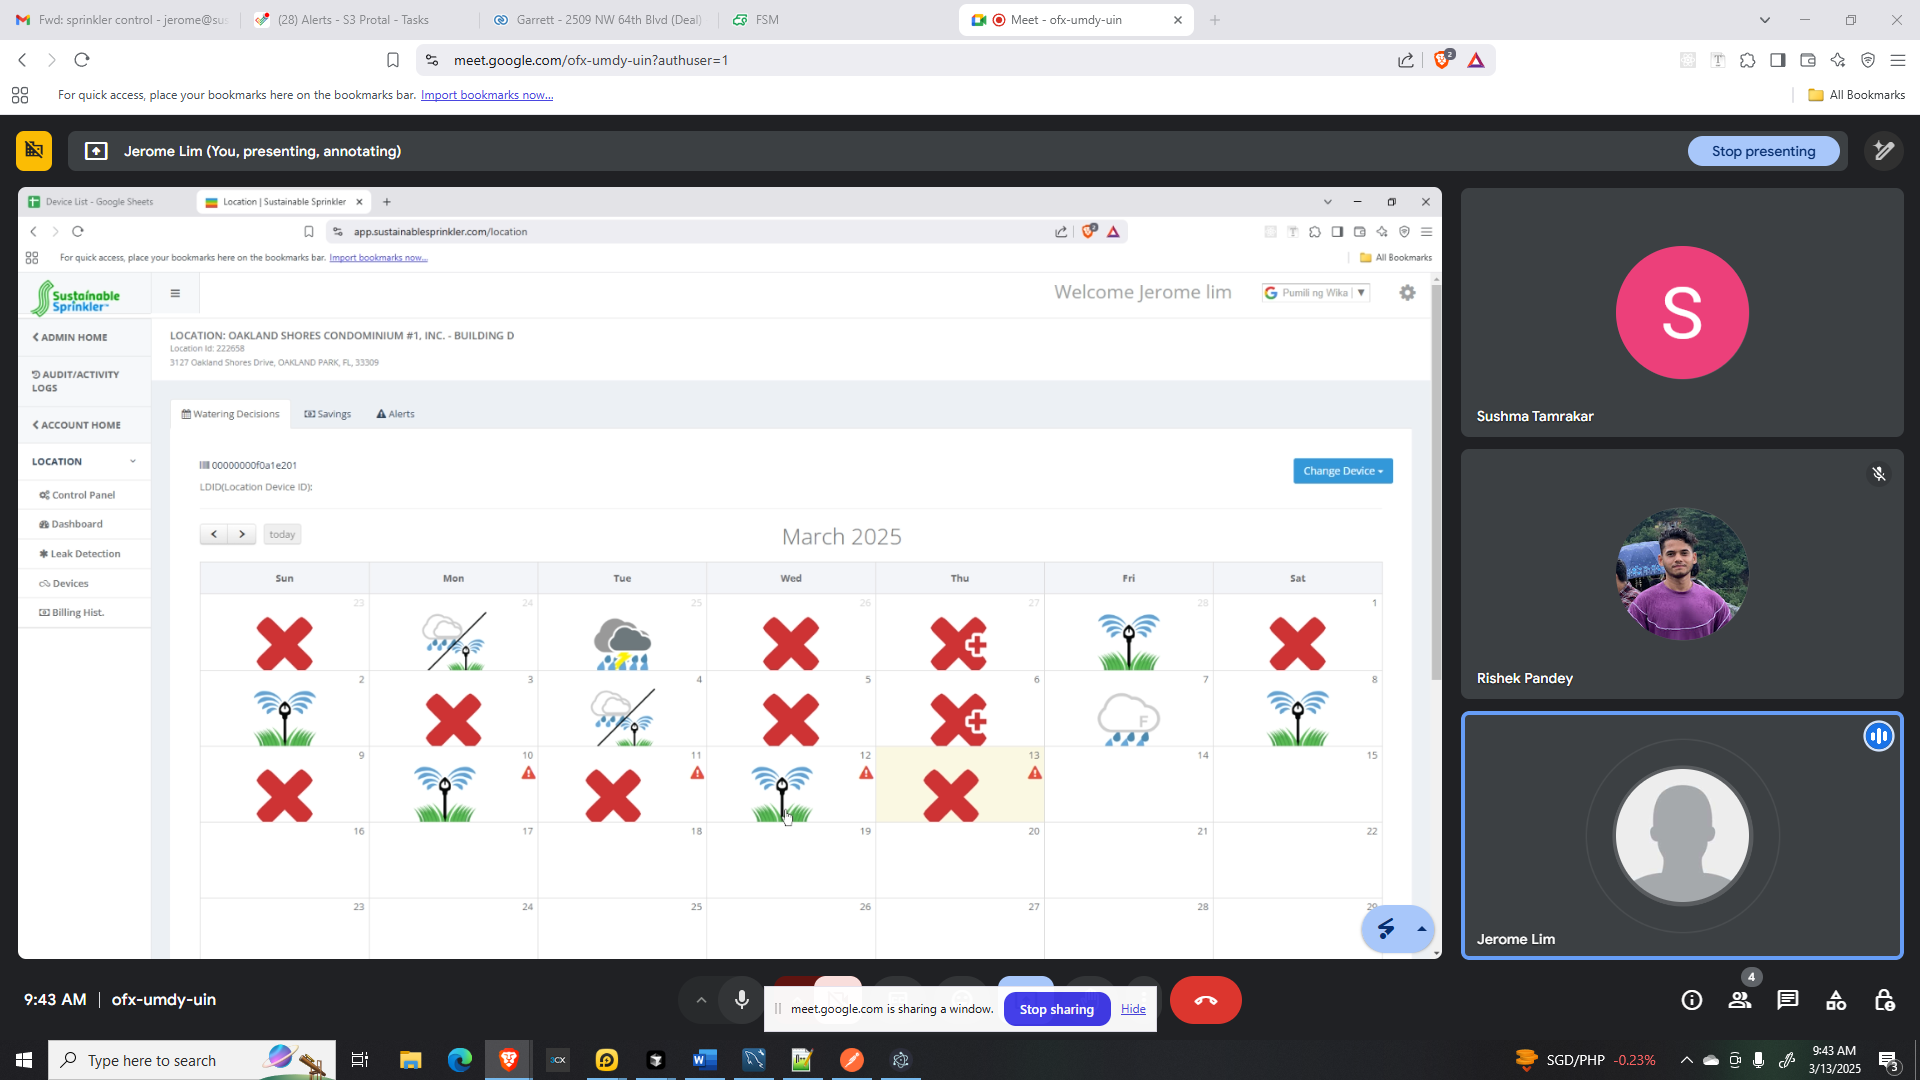 Fwd: sprinkler control - jerome@sus
(28) Alerts - S3 Protal - Tasks
Garrett - 2509 NW 64th Blvd (Deal)
FSM
Meet - ofx-umdy-uin
meet.google.com/ofx-umdy-uin?authuser=1
2
For quick access, place your bookmarks here on the bookmarks bar. Import bookmarks now...
All Bookmarks
Jerome Lim (You, presenting, annotating)
Stop presenting
Device List - Google Sheets
Location | Sustainable Sprinkler
app.sustainablesprinkler.com/location
For quick access, place your bookmarks here on the bookmarks bar. Import bookmarks now...
All Bookmarks
Sustainable Sprinkler™
Welcome Jerome lim
Pumili ng Wika | ▼
ADMIN HOME
AUDIT/ACTIVITY LOGS
ACCOUNT HOME
LOCATION
Control Panel
Dashboard
Leak Detection
Devices
Billing Hist.
LOCATION: OAKLAND SHORES CONDOMINIUM #1, INC. - BUILDING D
Location Id: 222658
3127 Oakland Shores Drive, OAKLAND PARK, FL, 33309
Watering Decisions
Savings
Alerts
00000000f0a1e201
LDID(Location Device ID):
Change Device
today
March 2025
Sun Mon Tue Wed Thu Fri Sat
23 24 25 26 27 28 1
2 3 4 5 6 7 8
F
9 10 11 12 13 14 15
16 17 18 19 20 21 22
23 24 25 26 27 28 29
S
Sushma Tamrakar
Rishek Pandey
Jerome Lim
9:43 AM | ofx-umdy-uin
meet.google.com is sharing a window.
Stop sharing
Hide
4
Type here to search
3CX
SGD/PHP -0.23%
9:43 AM
3/13/2025
3